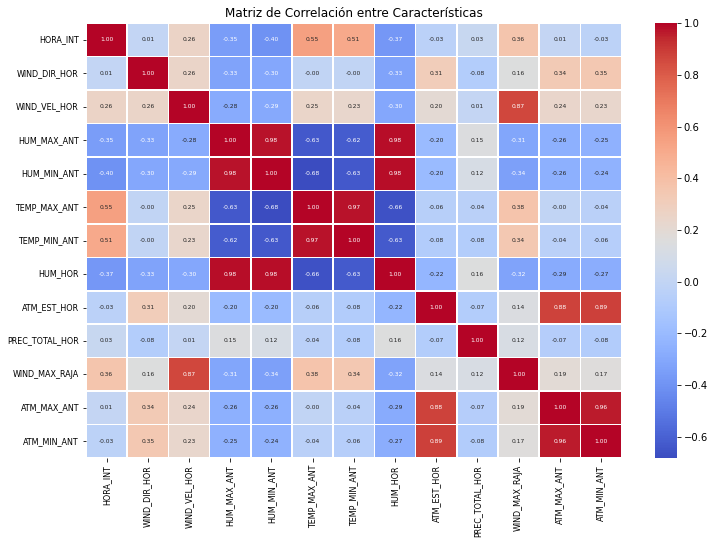 Matriz de Correlación entre Características
HORA_INT 1.00 0.01 0.26 -0.35 -0.40 0.55 0.51 -0.37 -0.03 0.03 0.36 0.01 -0.03
WIND_DIR_HOR 0.01 1.00 0.26 -0.33 -0.30 -0.00 -0.00 -0.33 0.31 -0.08 0.16 0.34 0.35
WIND_VEL_HOR 0.26 0.26 1.00 -0.28 -0.29 0.25 0.23 -0.30 0.20 0.01 0.87 0.24 0.23
HUM_MAX_ANT -0.35 -0.33 -0.28 1.00 0.98 -0.63 -0.62 0.98 -0.20 0.15 -0.31 -0.26 -0.25
HUM_MIN_ANT -0.40 -0.30 -0.29 0.98 1.00 -0.68 -0.63 0.98 -0.20 0.12 -0.34 -0.26 -0.24
TEMP_MAX_ANT 0.55 -0.00 0.25 -0.63 -0.68 1.00 0.97 -0.66 -0.06 -0.04 0.38 -0.00 -0.04
TEMP_MIN_ANT 0.51 -0.00 0.23 -0.62 -0.63 0.97 1.00 -0.63 -0.08 -0.08 0.34 -0.04 -0.06
HUM_HOR -0.37 -0.33 -0.30 0.98 0.98 -0.66 -0.63 1.00 -0.22 0.16 -0.32 -0.29 -0.27
ATM_EST_HOR -0.03 0.31 0.20 -0.20 -0.20 -0.06 -0.08 -0.22 1.00 -0.07 0.14 0.88 0.89
PREC_TOTAL_HOR 0.03 -0.08 0.01 0.15 0.12 -0.04 -0.08 0.16 -0.07 1.00 0.12 -0.07 -0.08
WIND_MAX_RAJA 0.36 0.16 0.87 -0.31 -0.34 0.38 0.34 -0.32 0.14 0.12 1.00 0.19 0.17
ATM_MAX_ANT 0.01 0.34 0.24 -0.26 -0.26 -0.00 -0.04 -0.29 0.88 -0.07 0.19 1.00 0.96
ATM_MIN_ANT -0.03 0.35 0.23 -0.25 -0.24 -0.04 -0.06 -0.27 0.89 -0.08 0.17 0.96 1.00
HORA_INT WIND_DIR_HOR WIND_VEL_HOR HUM_MAX_ANT HUM_MIN_ANT TEMP_MAX_ANT TEMP_MIN_ANT HUM_HOR ATM_EST_HOR PREC_TOTAL_HOR WIND_MAX_RAJA ATM_MAX_ANT ATM_MIN_ANT
1.0
0.8
0.6
0.4
0.2
0.0
−0.2
−0.4
−0.6